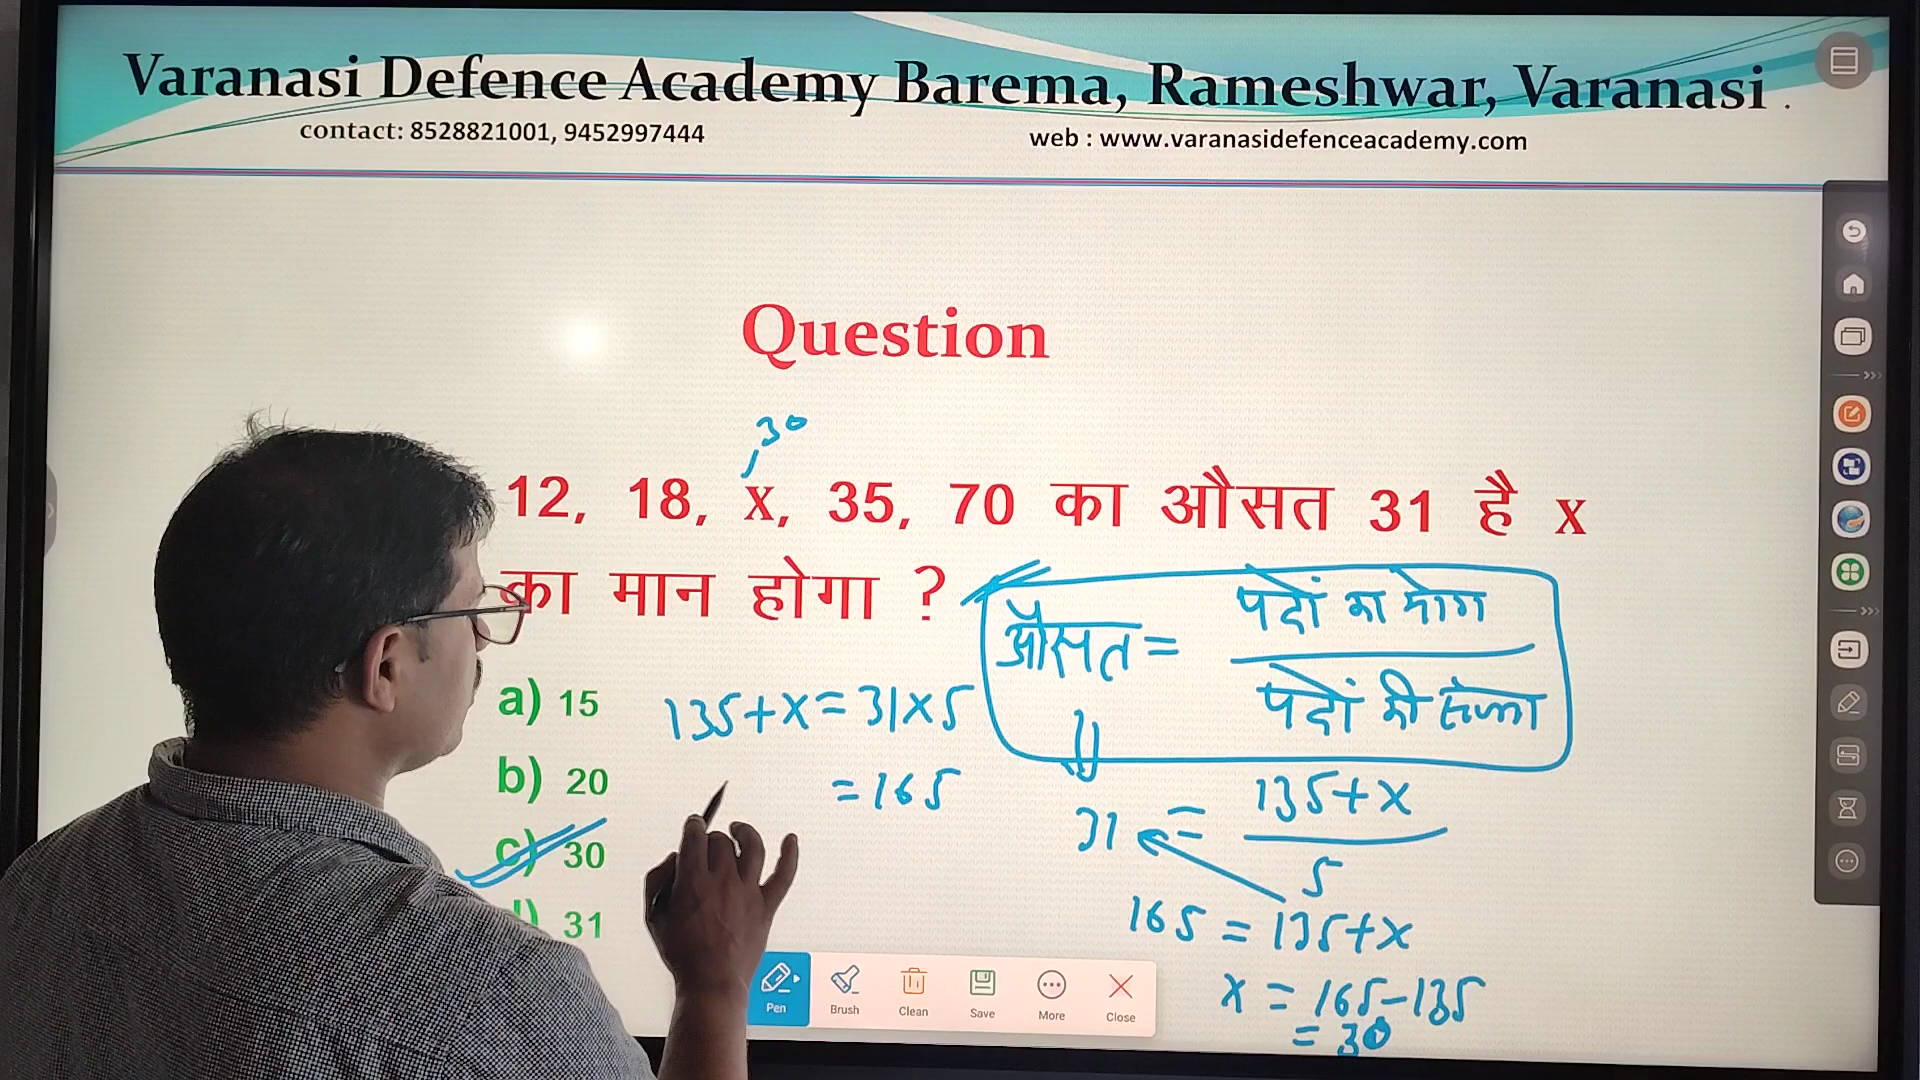 Varanasi Defence Academy Barema, Rameshwar, Varanasi .
contact: 8528821001, 9452997444
web : www.varanasidefenceacademy.com
Question
30
12, 18, x, 35, 70 का औसत 31 है x
का मान होगा ?
औसत = पदों का योग
पदों की संख्या
a) 15
135+x=31x5
b) 20
=165
31 = 135+x
5
c) 30
165 = 135+x
d) 31
x = 165-135
= 30
Pen
Brush
Clean
Save
More
Close